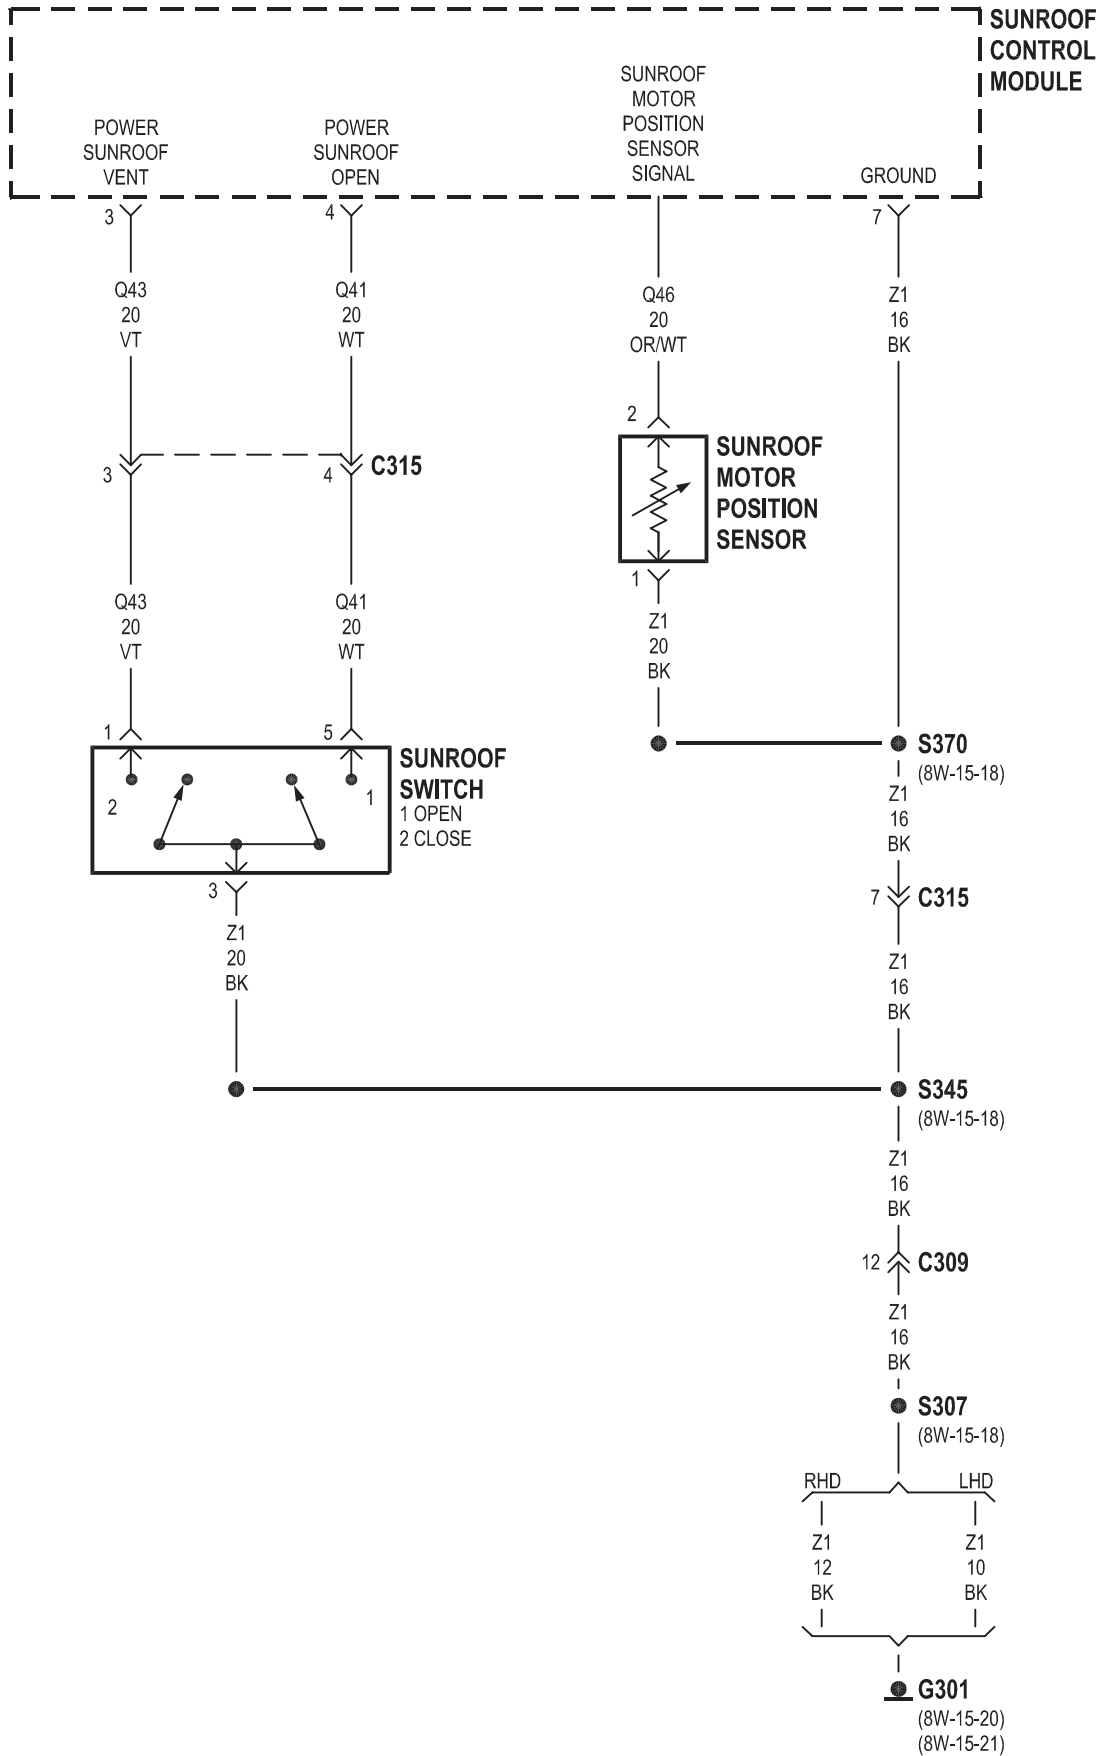 SUNROOF
CONTROL
MODULE
SUNROOF
MOTOR
POSITION
SENSOR
SIGNAL
POWER
SUNROOF
VENT
POWER
SUNROOF
OPEN
GROUND
3
4
7
Q43
20
VT
Q41
20
WT
Q46
20
OR/WT
Z1
16
BK
2
SUNROOF
MOTOR
POSITION
SENSOR
3
4
C315
1
Q43
20
VT
Q41
20
WT
Z1
20
BK
1
5
SUNROOF
SWITCH
1 OPEN
2 CLOSE
2
1
S370
(8W-15-18)
Z1
16
BK
3
7
C315
Z1
20
BK
Z1
16
BK
S345
(8W-15-18)
Z1
16
BK
12
C309
Z1
16
BK
S307
(8W-15-18)
RHD
LHD
Z1
12
BK
Z1
10
BK
G301
(8W-15-20)
(8W-15-21)